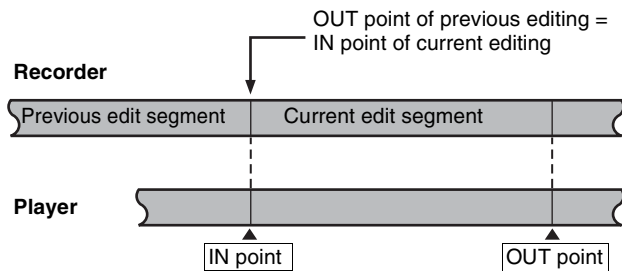 OUT point of previous editing =
IN point of current editing
Recorder
Previous edit segment
Current edit segment
Player
IN point
OUT point